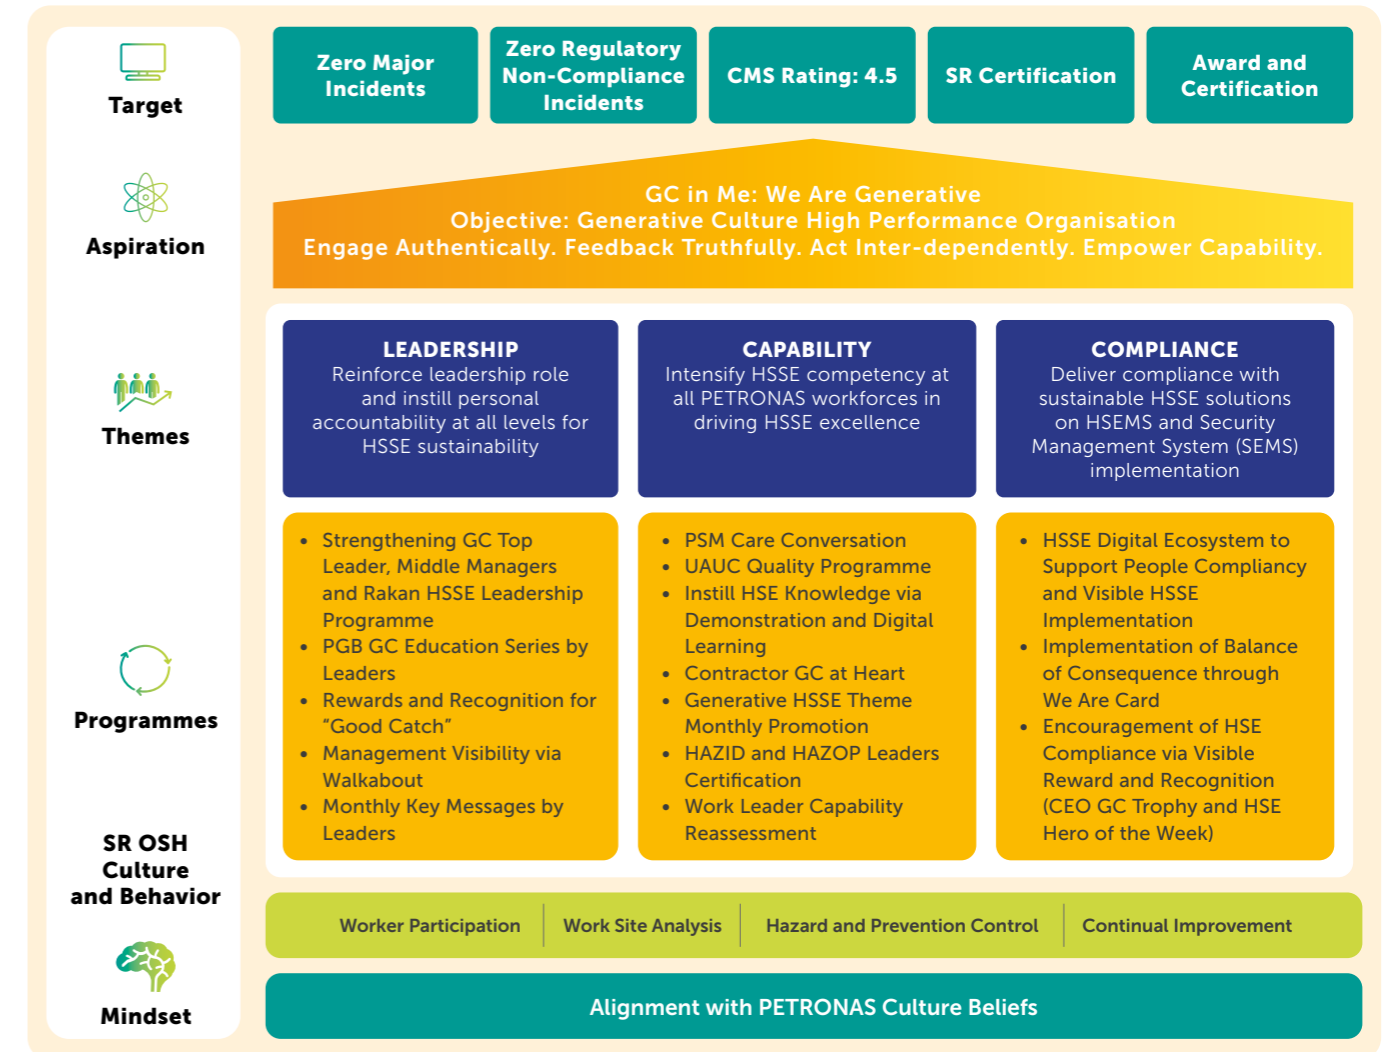 Target
Zero Major
Incidents
Zero Regulatory
Non-Compliance
Incidents
CMS Rating: 4.5
SR Certification
Award and
Certification
Aspiration
GC in Me: We Are Generative
Objective: Generative Culture High Performance Organisation
Engage Authentically. Feedback Truthfully. Act Inter-dependently. Empower Capability.
Themes
LEADERSHIP
Reinforce leadership role
and instill personal
accountability at all levels for
HSSE sustainability
CAPABILITY
Intensify HSSE competency at
all PETRONAS workforces in
driving HSSE excellence
COMPLIANCE
Deliver compliance with
sustainable HSSE solutions
on HSEMS and Security
Management System (SEMS)
implementation
Programmes
• Strengthening GC Top
Leader, Middle Managers
and Rakan HSSE Leadership
Programme
• PGB GC Education Series by
Leaders
• Rewards and Recognition for
“Good Catch”
• Management Visibility via
Walkabout
• Monthly Key Messages by
Leaders
• PSM Care Conversation
• UAUC Quality Programme
• Instill HSE Knowledge via
Demonstration and Digital
Learning
• Contractor GC at Heart
• Generative HSSE Theme
Monthly Promotion
• HAZID and HAZOP Leaders
Certification
• Work Leader Capability
Reassessment
• HSSE Digital Ecosystem to
Support People Compliancy
and Visible HSSE
Implementation
• Implementation of Balance
of Consequence through
We Are Card
• Encouragement of HSE
Compliance via Visible
Reward and Recognition
(CEO GC Trophy and HSE
Hero of the Week)
SR OSH
Culture
and Behavior
Worker Participation
Work Site Analysis
Hazard and Prevention Control
Continual Improvement
Mindset
Alignment with PETRONAS Culture Beliefs